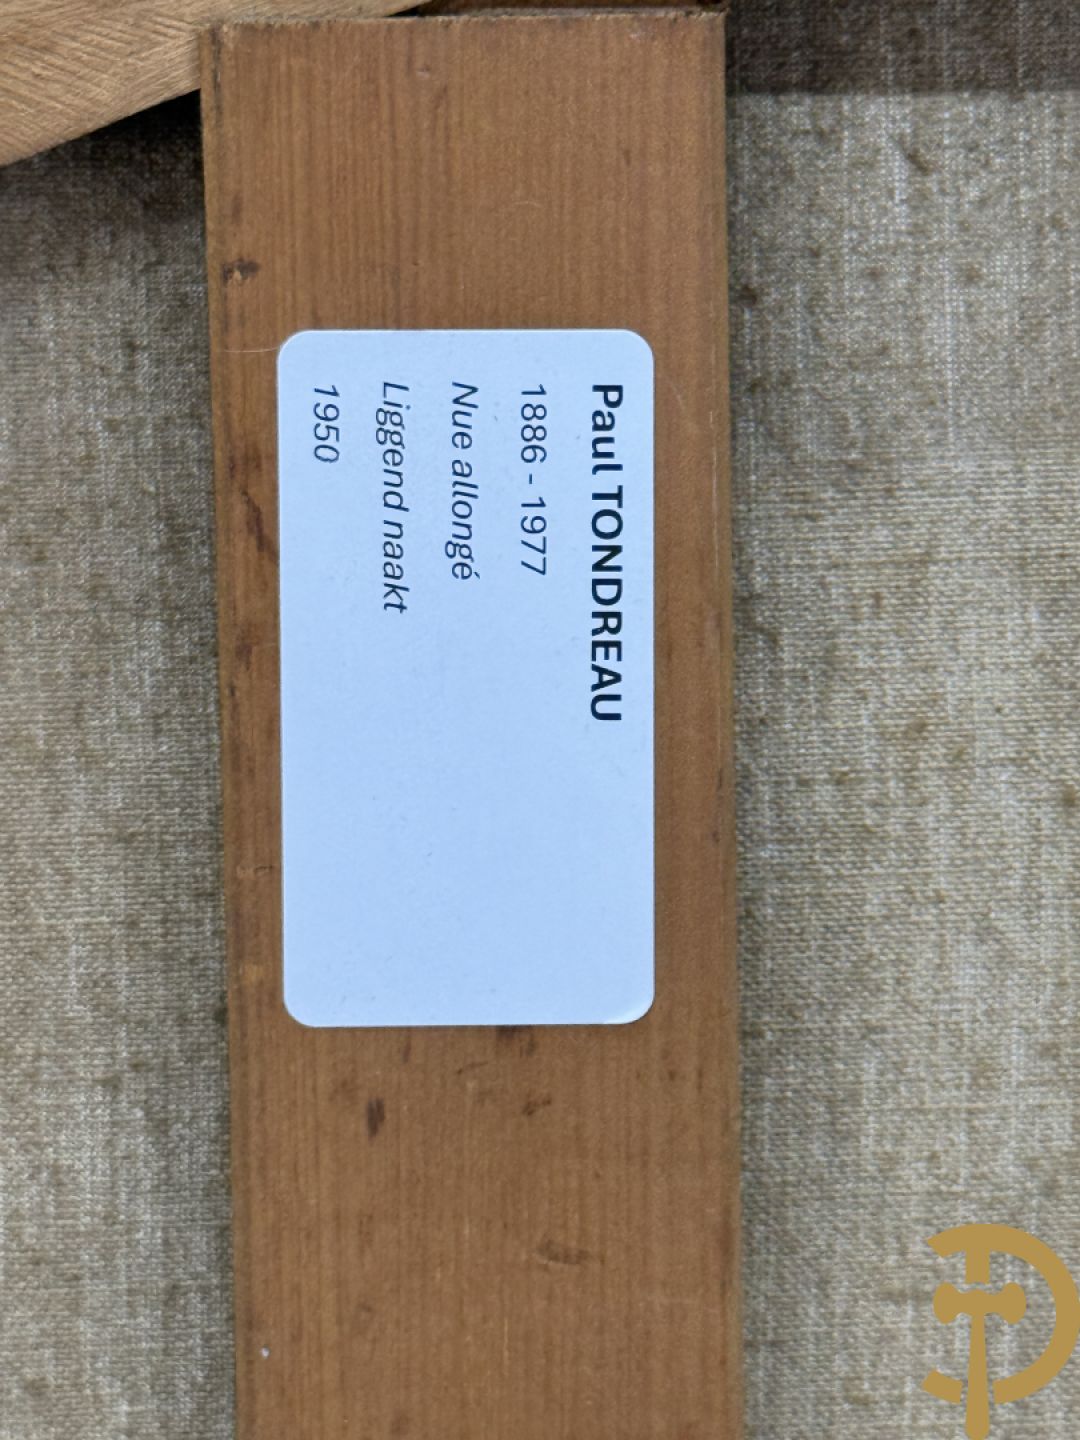 Paul TONDREAU
1886 - 1977
Nue allongé
Liggend naakt
1950